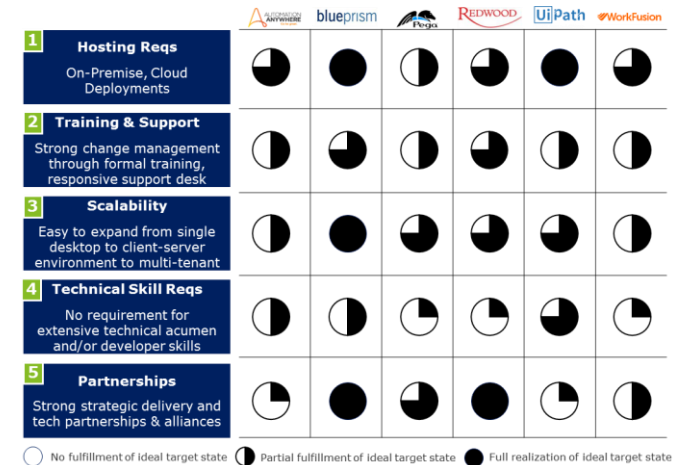 AUTOMATION
ANYWHERE
blueprism
Pega
REDWOOD
UiPath
WorkFusion
1
Hosting Reqs
On-Premise, Cloud
Deployments
2
Training & Support
Strong change management
through formal training,
responsive support desk
3
Scalability
Easy to expand from single
desktop to client-server
environment to multi-tenant
4
Technical Skill Reqs
No requirement for
extensive technical acumen
and/or developer skills
5
Partnerships
Strong strategic delivery and
tech partnerships & alliances
No fulfillment of ideal target state
Partial fulfillment of ideal target state
Full realization of ideal target state